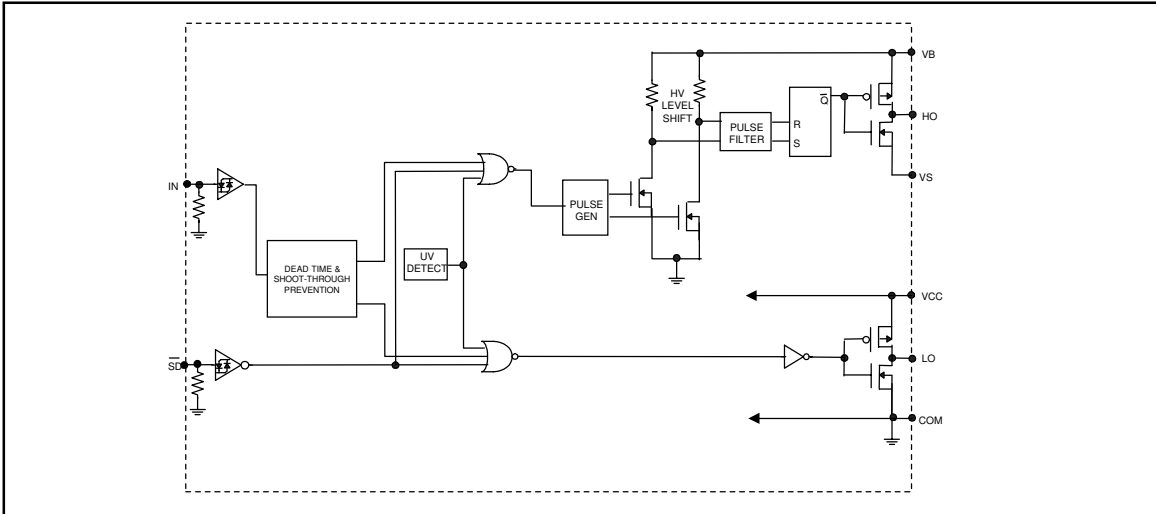 VB
HV
LEVEL
SHIFT
Q̅
HO
R
S
PULSE
FILTER
VS
IN
PULSE
GEN
UV
DETECT
DEAD TIME &
SHOOT-THROUGH
PREVENTION
VCC
S̅D̅
LO
COM